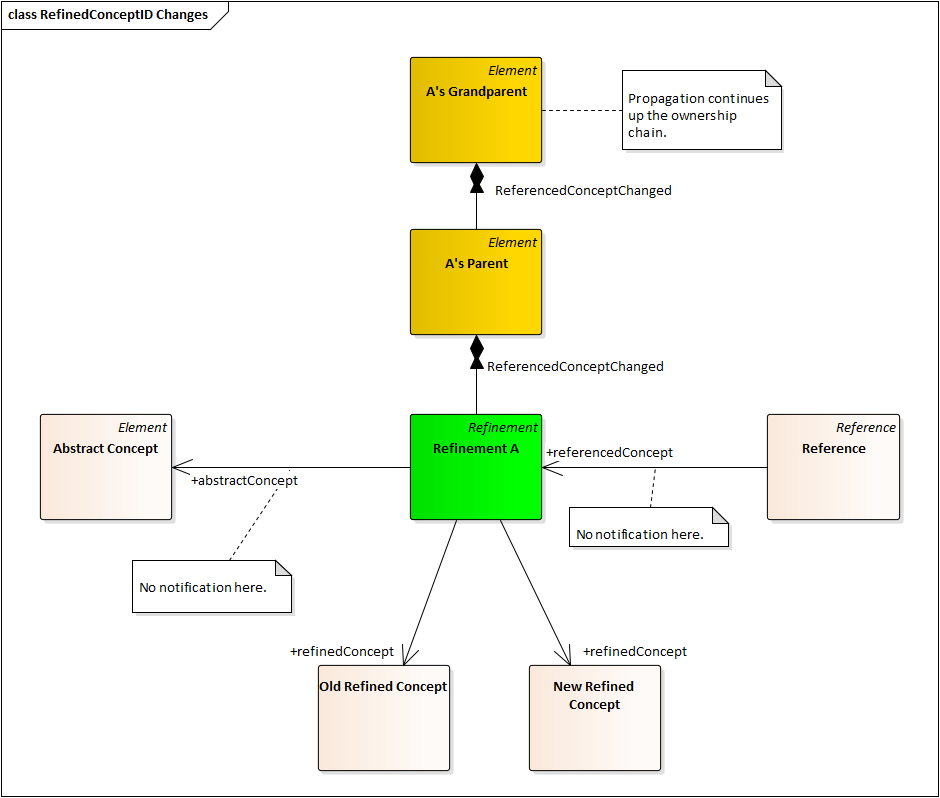 class RefinedConceptID Changes
Element
A's Grandparent
Propagation continues
up the ownership
chain.
ReferencedConceptChanged
Element
A's Parent
ReferencedConceptChanged
Element
Abstract Concept
Refinement
Refinement A
Reference
Reference
+referencedConcept
+abstractConcept
No notification here.
No notification here.
+refinedConcept
+refinedConcept
Old Refined Concept
New Refined
Concept